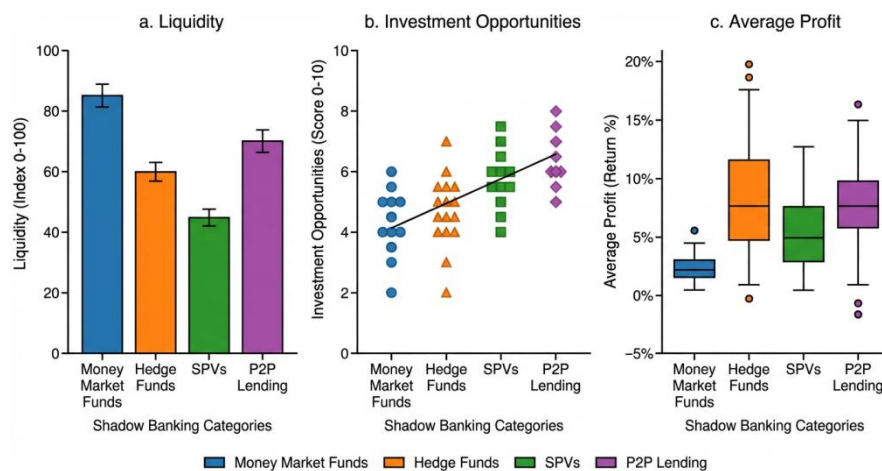 a. Liquidity
Liquidity (Index 0-100)
100
80
60
40
20
0
Money
Market
Funds
Hedge
Funds
SPVs
P2P
Lending
Shadow Banking Categories
b. Investment Opportunities
Investment Opportunities (Score 0-10)
10
8
6
4
2
0
Money
Market
Funds
Hedge
Funds
SPVs
P2P
Lending
Shadow Banking Categories
c. Average Profit
Average Profit (Return %)
20%
15%
10%
5%
0%
−5%
Money
Market
Funds
Hedge
Funds
SPVs
P2P
Lending
Shadow Banking Categories
Money Market Funds Hedge Funds SPVs P2P Lending